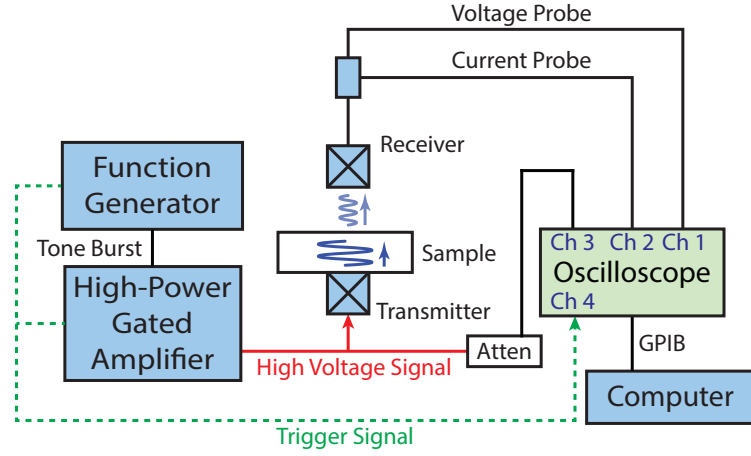 Voltage Probe
Current Probe
Receiver
Function
Generator
Tone Burst
Sample
Ch 3 Ch 2 Ch 1
Oscilloscope
Ch 4
High-Power
Gated
Amplifier
Transmitter
High Voltage Signal
Atten
GPIB
Computer
Trigger Signal